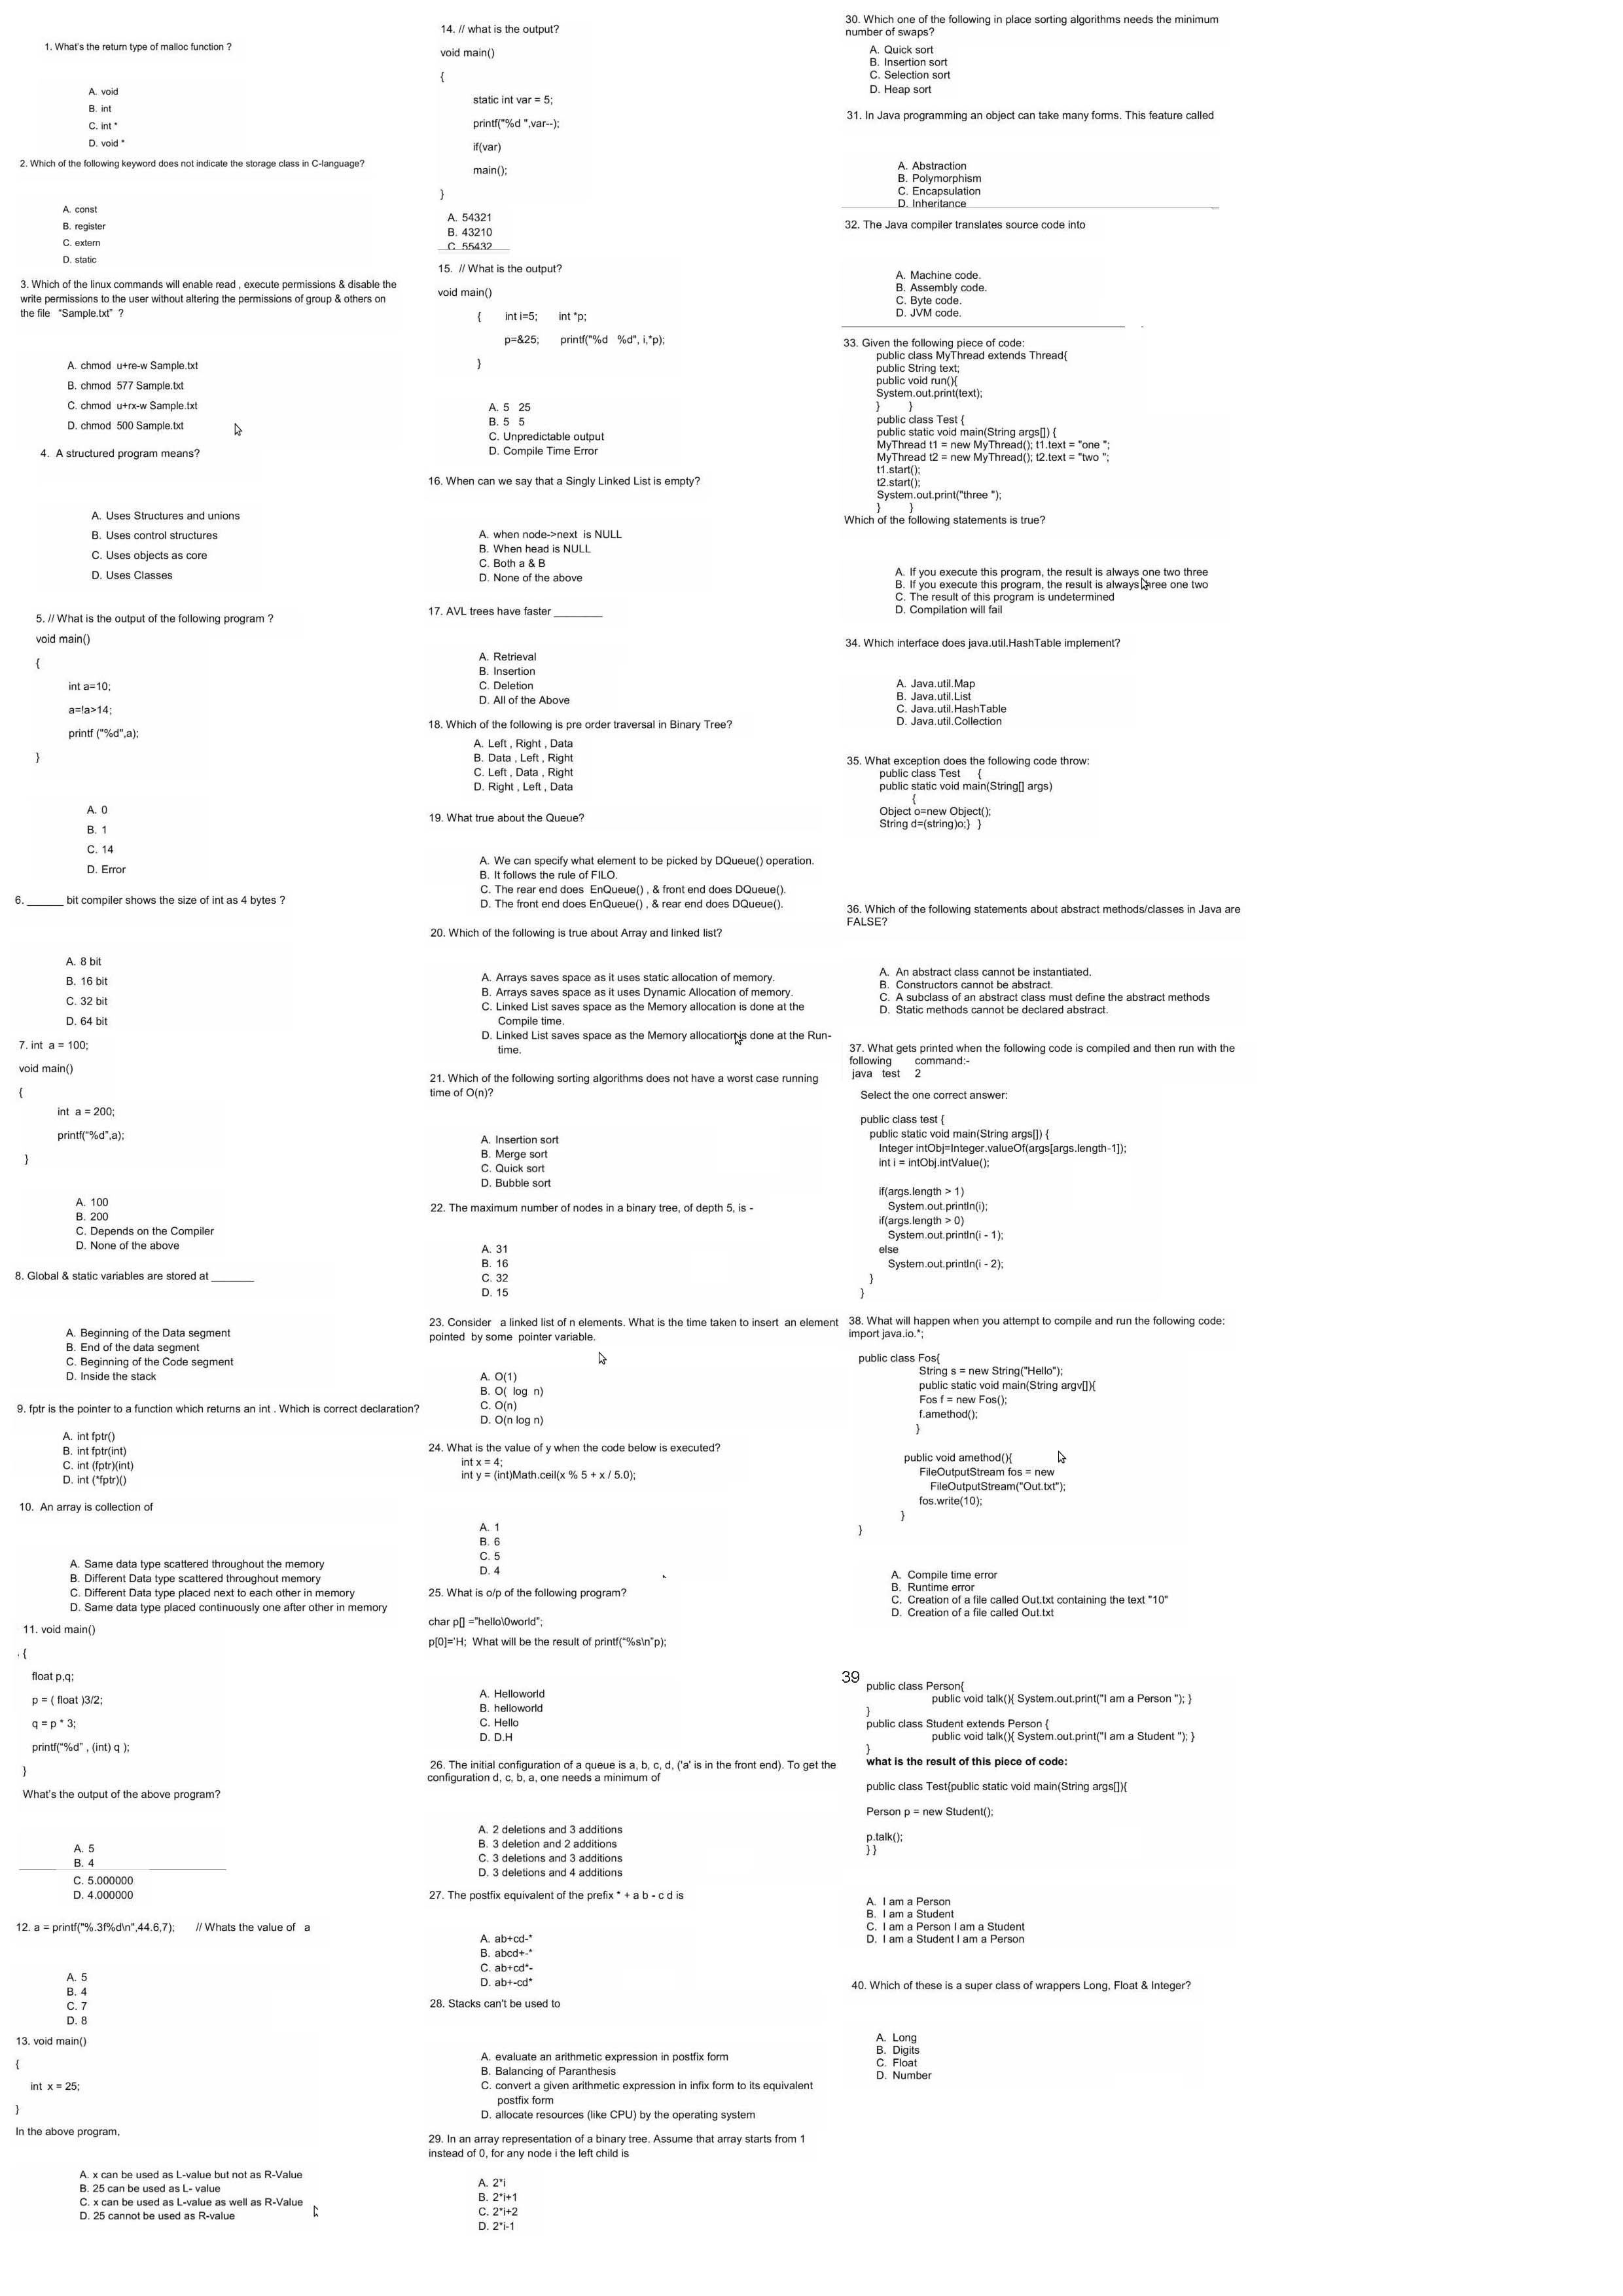 1. What's the return type of malloc function ?
A. void
B. int
C. int *
D. void *
2. Which of the following keyword does not indicate the storage class in C-language?
A. const
B. register
C. extern
D. static
3. Which of the linux commands will enable read , execute permissions & disable the
write permissions to the user without altering the permissions of group & others on
the file “Sample.txt” ?
A. chmod u+re-w Sample.txt
B. chmod 577 Sample.txt
C. chmod u+rx-w Sample.txt
D. chmod 500 Sample.txt
4. A structured program means?
A. Uses Structures and unions
B. Uses control structures
C. Uses objects as core
D. Uses Classes
5. // What is the output of the following program ?
void main()
{
int a=10;
a=!a>14;
printf ("%d",a);
}
A. 0
B. 1
C. 14
D. Error
6. ______ bit compiler shows the size of int as 4 bytes ?
A. 8 bit
B. 16 bit
C. 32 bit
D. 64 bit
7. int a = 100;
void main()
{
int a = 200;
printf(“%d”,a);
}
A. 100
B. 200
C. Depends on the Compiler
D. None of the above
8. Global & static variables are stored at _______
A. Beginning of the Data segment
B. End of the data segment
C. Beginning of the Code segment
D. Inside the stack
9. fptr is the pointer to a function which returns an int . Which is correct declaration?
A. int fptr()
B. int fptr(int)
C. int (fptr)(int)
D. int (*fptr)()
10. An array is collection of
A. Same data type scattered throughout the memory
B. Different Data type scattered throughout memory
C. Different Data type placed next to each other in memory
D. Same data type placed continuously one after other in memory
11. void main()
{
float p,q;
p = ( float )3/2;
q = p * 3;
printf(“%d” , (int) q );
}
What's the output of the above program?
A. 5
B. 4
C. 5.000000
D. 4.000000
12. a = printf("%.3f%d\n",44.6,7); // Whats the value of a
A. 5
B. 4
C. 7
D. 8
13. void main()
{
int x = 25;
}
In the above program,
A. x can be used as L-value but not as R-Value
B. 25 can be used as L- value
C. x can be used as L-value as well as R-Value
D. 25 cannot be used as R-value
14. // what is the output?
void main()
{
static int var = 5;
printf("%d ",var--);
if(var)
main();
}
A. 54321
B. 43210
C. 55432
15. // What is the output?
void main()
{ int i=5; int *p;
p=&25; printf("%d %d", i,*p);
}
A. 5 25
B. 5 5
C. Unpredictable output
D. Compile Time Error
16. When can we say that a Singly Linked List is empty?
A. when node->next is NULL
B. When head is NULL
C. Both a & B
D. None of the above
17. AVL trees have faster ________
A. Retrieval
B. Insertion
C. Deletion
D. All of the Above
18. Which of the following is pre order traversal in Binary Tree?
A. Left , Right , Data
B. Data , Left , Right
C. Left , Data , Right
D. Right , Left , Data
19. What true about the Queue?
A. We can specify what element to be picked by DQueue() operation.
B. It follows the rule of FILO.
C. The rear end does EnQueue() , & front end does DQueue().
D. The front end does EnQueue() , & rear end does DQueue().
20. Which of the following is true about Array and linked list?
A. Arrays saves space as it uses static allocation of memory.
B. Arrays saves space as it uses Dynamic Allocation of memory.
C. Linked List saves space as the Memory allocation is done at the
Compile time.
D. Linked List saves space as the Memory allocation is done at the Run-
time.
21. Which of the following sorting algorithms does not have a worst case running
time of O(n)?
A. Insertion sort
B. Merge sort
C. Quick sort
D. Bubble sort
22. The maximum number of nodes in a binary tree, of depth 5, is -
A. 31
B. 16
C. 32
D. 15
23. Consider a linked list of n elements. What is the time taken to insert an element
pointed by some pointer variable.
A. O(1)
B. O( log n)
C. O(n)
D. O(n log n)
24. What is the value of y when the code below is executed?
int x = 4;
int y = (int)Math.ceil(x % 5 + x / 5.0);
A. 1
B. 6
C. 5
D. 4
25. What is o/p of the following program?
char p[] =”hello\0world”;
p[0]='H; What will be the result of printf(“%s\n”p);
A. Helloworld
B. helloworld
C. Hello
D. D.H
26. The initial configuration of a queue is a, b, c, d, ('a' is in the front end). To get the
configuration d, c, b, a, one needs a minimum of
A. 2 deletions and 3 additions
B. 3 deletion and 2 additions
C. 3 deletions and 3 additions
D. 3 deletions and 4 additions
27. The postfix equivalent of the prefix * + a b - c d is
A. ab+cd-*
B. abcd+-*
C. ab+cd*-
D. ab+-cd*
28. Stacks can't be used to
A. evaluate an arithmetic expression in postfix form
B. Balancing of Paranthesis
C. convert a given arithmetic expression in infix form to its equivalent
postfix form
D. allocate resources (like CPU) by the operating system
29. In an array representation of a binary tree. Assume that array starts from 1
instead of 0, for any node i the left child is
A. 2*i
B. 2*i+1
C. 2*i+2
D. 2*i-1
30. Which one of the following in place sorting algorithms needs the minimum
number of swaps?
A. Quick sort
B. Insertion sort
C. Selection sort
D. Heap sort
31. In Java programming an object can take many forms. This feature called
A. Abstraction
B. Polymorphism
C. Encapsulation
D. Inheritance
32. The Java compiler translates source code into
A. Machine code.
B. Assembly code.
C. Byte code.
D. JVM code.
33. Given the following piece of code:
public class MyThread extends Thread{
public String text;
public void run(){
System.out.print(text);
} }
public class Test {
public static void main(String args[]) {
MyThread t1 = new MyThread(); t1.text = "one ";
MyThread t2 = new MyThread(); t2.text = "two ";
t1.start();
t2.start();
System.out.print("three ");
} }
Which of the following statements is true?
A. If you execute this program, the result is always one two three
B. If you execute this program, the result is always three one two
C. The result of this program is undetermined
D. Compilation will fail
34. Which interface does java.util.HashTable implement?
A. Java.util.Map
B. Java.util.List
C. Java.util.HashTable
D. Java.util.Collection
35. What exception does the following code throw:
public class Test {
public static void main(String[] args)
{
Object o=new Object();
String d=(string)o;} }
36. Which of the following statements about abstract methods/classes in Java are
FALSE?
A. An abstract class cannot be instantiated.
B. Constructors cannot be abstract.
C. A subclass of an abstract class must define the abstract methods
D. Static methods cannot be declared abstract.
37. What gets printed when the following code is compiled and then run with the
following command:-
java test 2
Select the one correct answer:
public class test {
public static void main(String args[]) {
Integer intObj=Integer.valueOf(args[args.length-1]);
int i = intObj.intValue();
if(args.length > 1)
System.out.println(i);
if(args.length > 0)
System.out.println(i - 1);
else
System.out.println(i - 2);
}
}
38. What will happen when you attempt to compile and run the following code:
import java.io.*;
public class Fos{
String s = new String("Hello");
public static void main(String argv[]){
Fos f = new Fos();
f.amethod();
}
public void amethod(){
FileOutputStream fos = new
FileOutputStream("Out.txt");
fos.write(10);
}
}
A. Compile time error
B. Runtime error
C. Creation of a file called Out.txt containing the text "10"
D. Creation of a file called Out.txt
39
public class Person{
public void talk(){ System.out.print("I am a Person "); }
}
public class Student extends Person {
public void talk(){ System.out.print("I am a Student "); }
}
what is the result of this piece of code:
public class Test{public static void main(String args[]){
Person p = new Student();
p.talk();
} }
A. I am a Person
B. I am a Student
C. I am a Person I am a Student
D. I am a Student I am a Person
40. Which of these is a super class of wrappers Long, Float & Integer?
A. Long
B. Digits
C. Float
D. Number